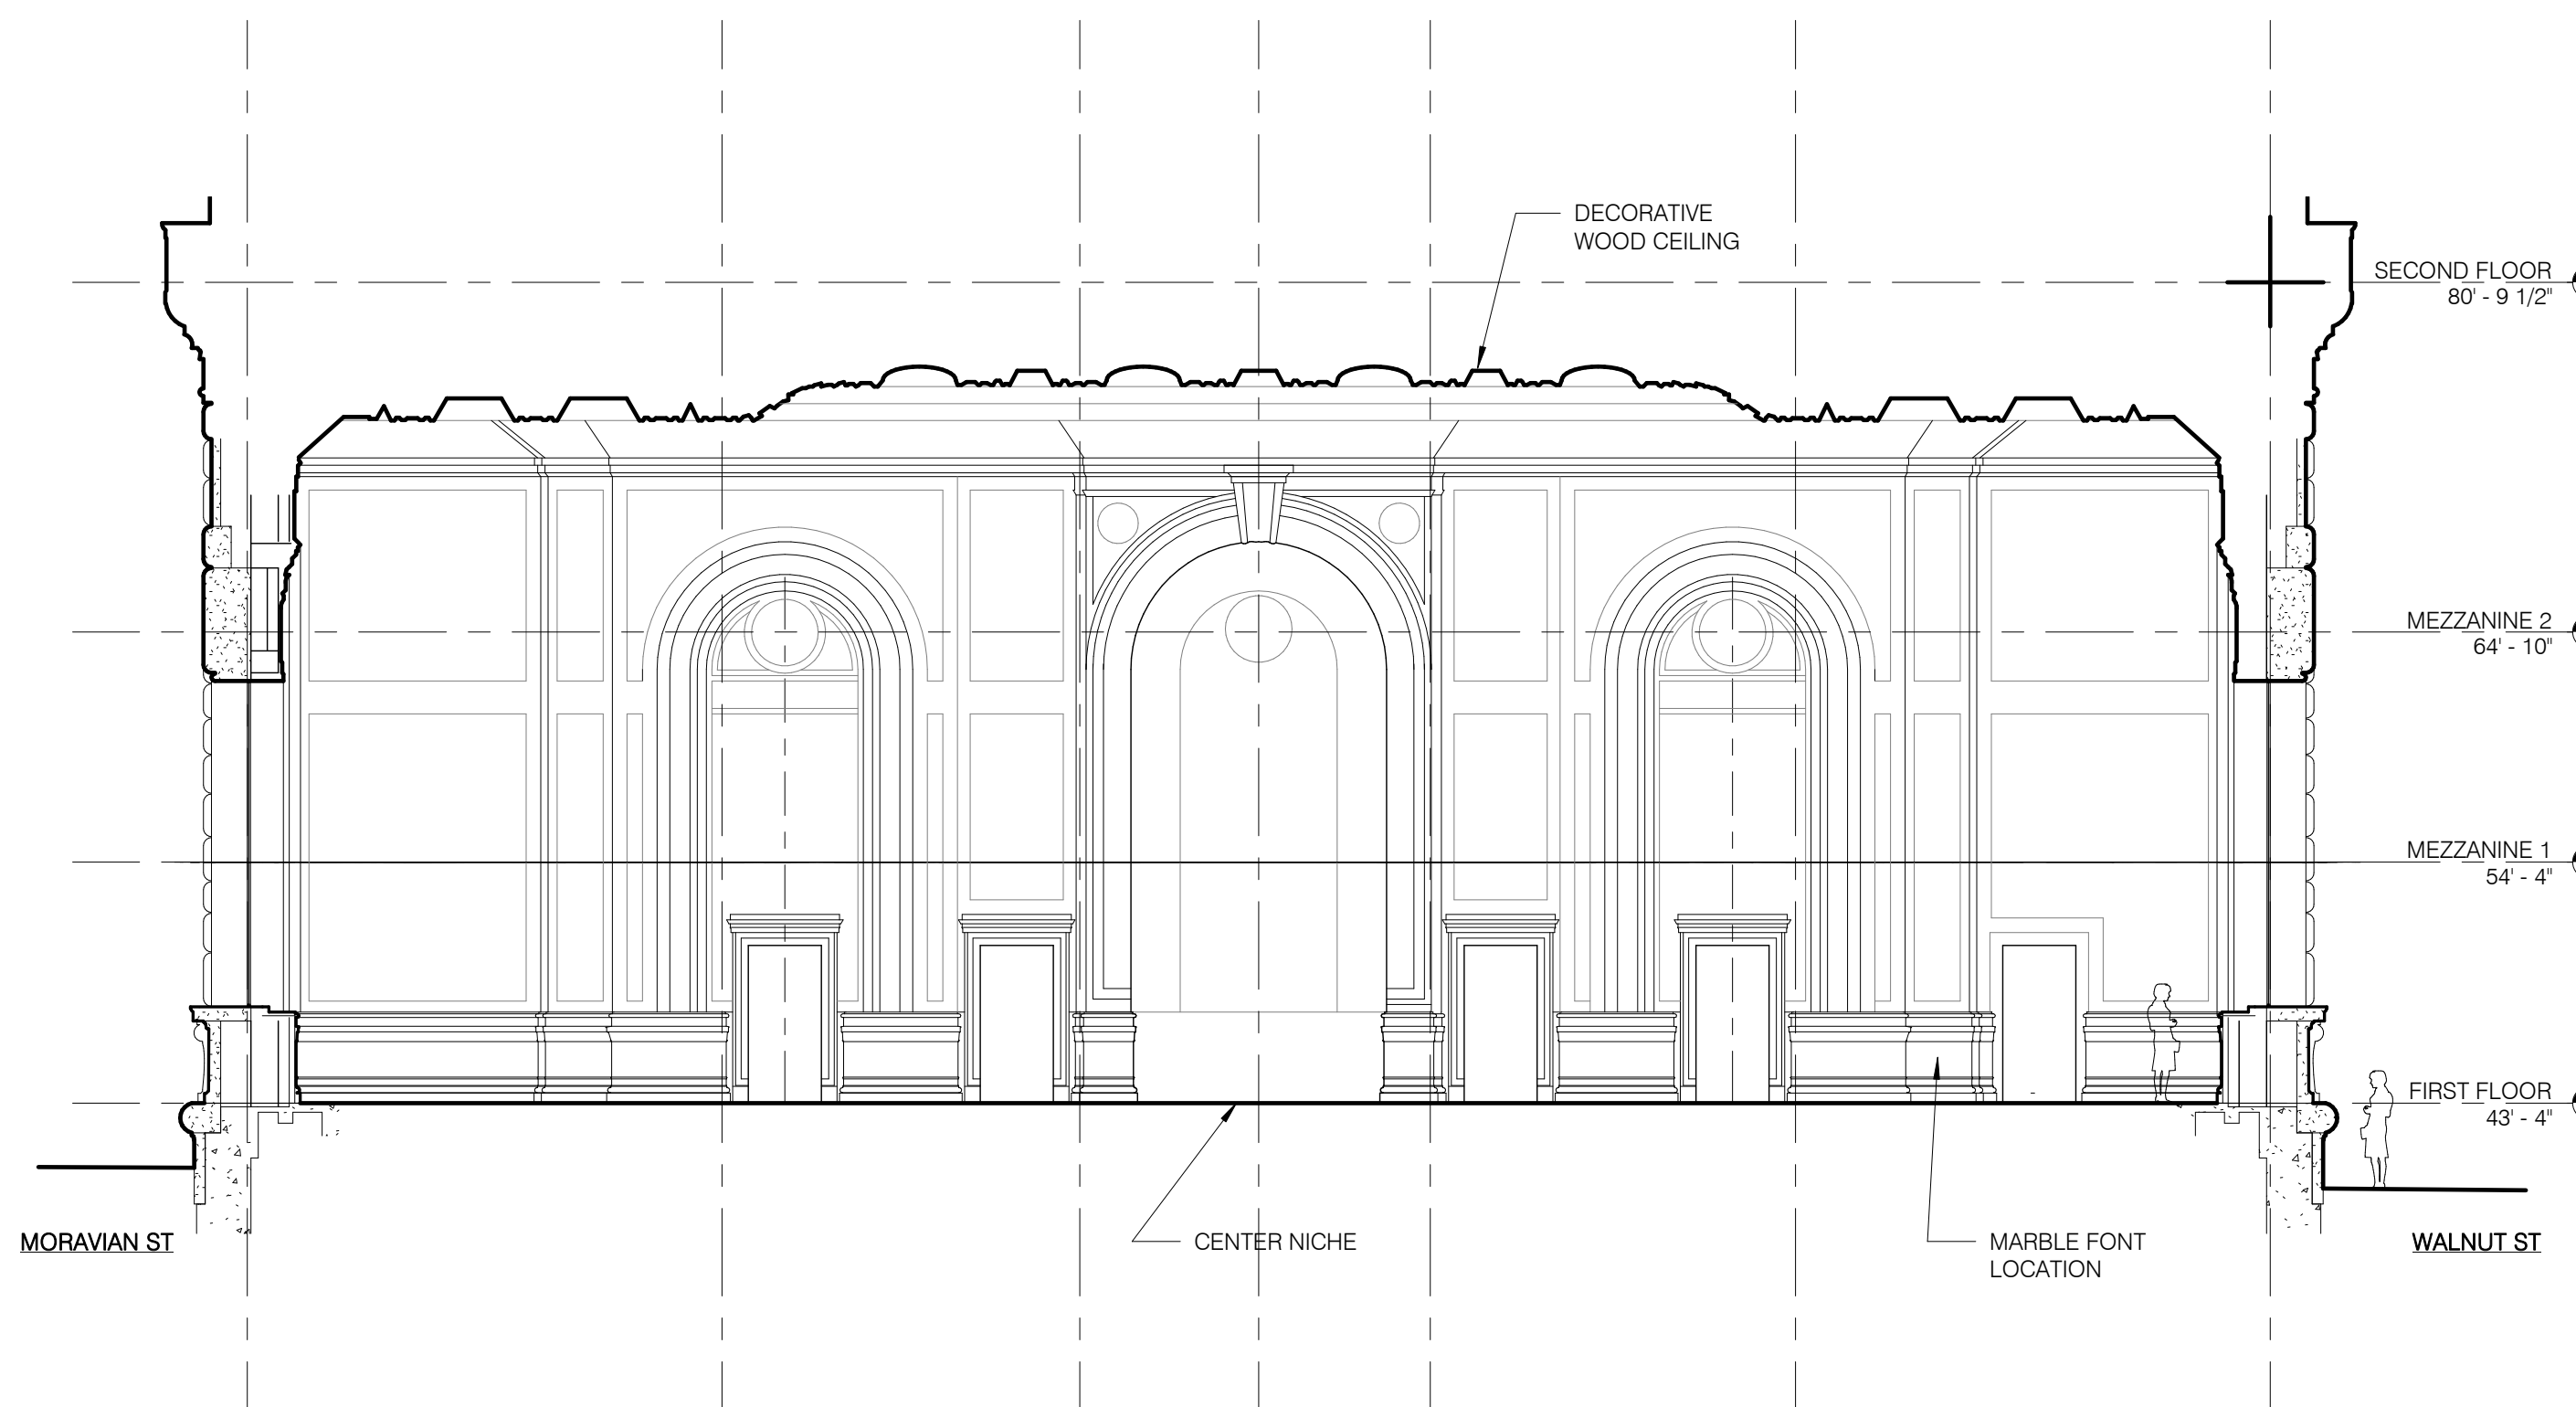 DECORATIVE
WOOD CEILING
SECOND FLOOR
80' - 9 1/2"
MEZZANINE 2
64' - 10"
MEZZANINE 1
54' - 4"
FIRST FLOOR
43' - 4"
MORAVIAN ST
CENTER NICHE
MARBLE FONT
LOCATION
WALNUT ST